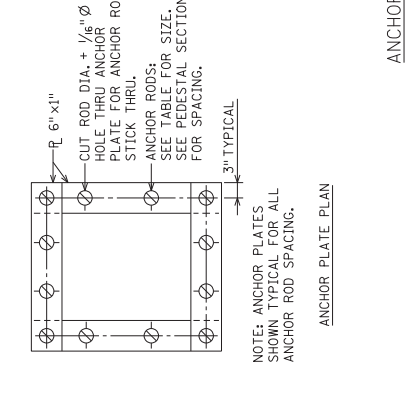 ℄ 6"x1"
CUT ROD DIA. + 1/16"Ø
HOLE THRU ANCHOR
PLATE FOR ANCHOR RO
STICK THRU.
ANCHOR RODS:
SEE TABLE FOR SIZE.
SEE PEDESTAL SECTION
FOR SPACING.
3" TYPICAL
NOTE: ANCHOR PLATES
SHOWN TYPICAL FOR ALL
ANCHOR ROD SPACING.
ANCHOR PLATE PLAN
ANCHOR